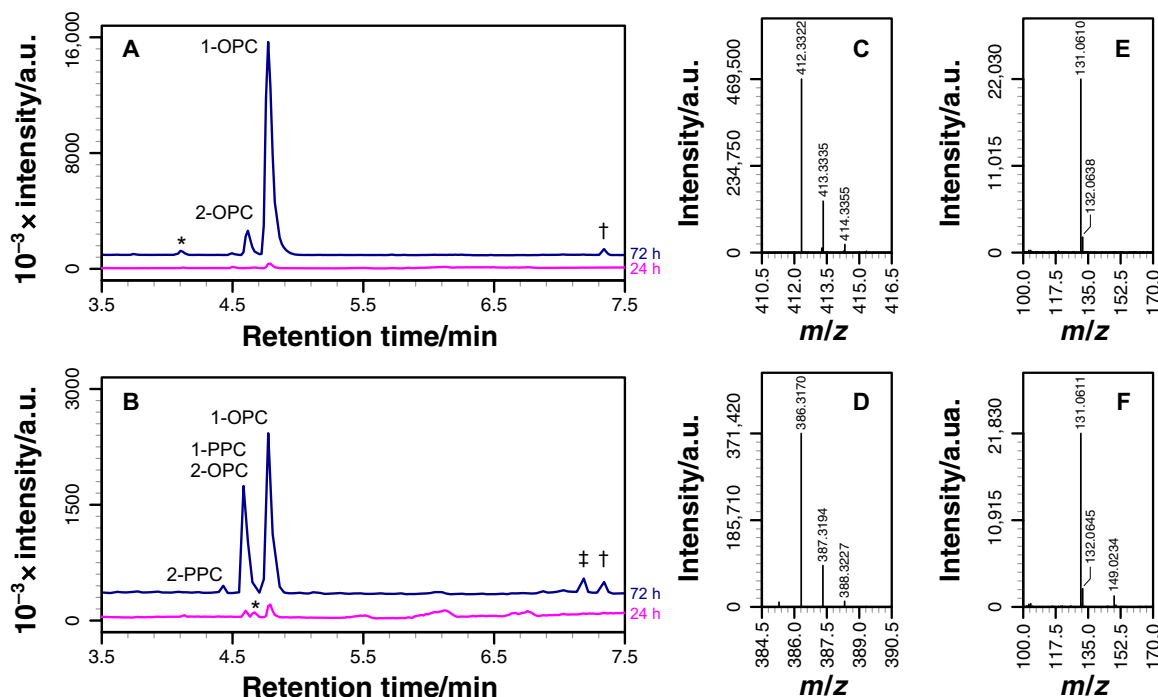 A
10⁻³ × intensity/a.u.
16,000
8000
0
1-OPC
2-OPC
*
†
72 h
24 h
3.5
4.5
5.5
6.5
7.5
Retention time/min
C
Intensity/a.u.
469,500
234,750
0
412.3322
413.3335
414.3355
410.5
412.0
413.5
415.0
416.5
m/z
E
Intensity/a.u.
22,030
11,015
0
131.0610
132.0638
100.0
117.5
135.0
152.5
170.0
m/z
B
10⁻³ × intensity/a.u.
3000
1500
0
1-OPC
1-PPC
2-OPC
2-PPC
*
‡
†
72 h
24 h
3.5
4.5
5.5
6.5
7.5
Retention time/min
D
Intensity/a.u.
371,420
185,710
0
386.3170
387.3194
388.3227
384.5
386.0
387.5
389.0
390.5
m/z
F
Intensity/a.ua.
21,830
10,915
0
131.0611
132.0645
149.0234
100.0
117.5
135.0
152.5
170.0
m/z